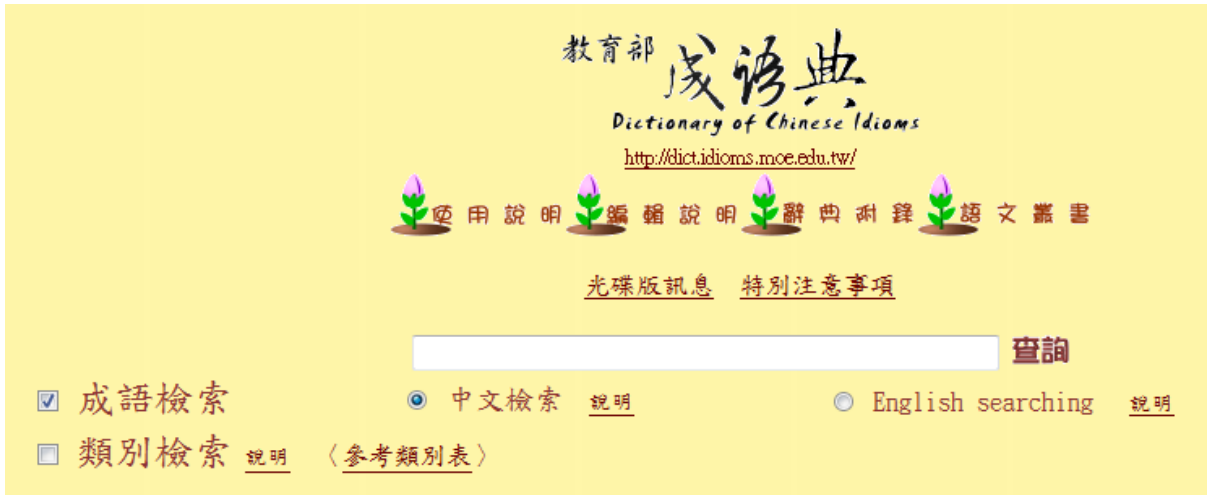 教育部 成語典
Dictionary of Chinese Idioms
http://dict.idioms.moe.edu.tw/
使用說明 編輯說明 辭典附錄 語文叢書
光碟版訊息 特別注意事項
查詢
成語檢索 中文檢索 說明 English searching 說明
類別檢索 說明 〈參考類別表〉